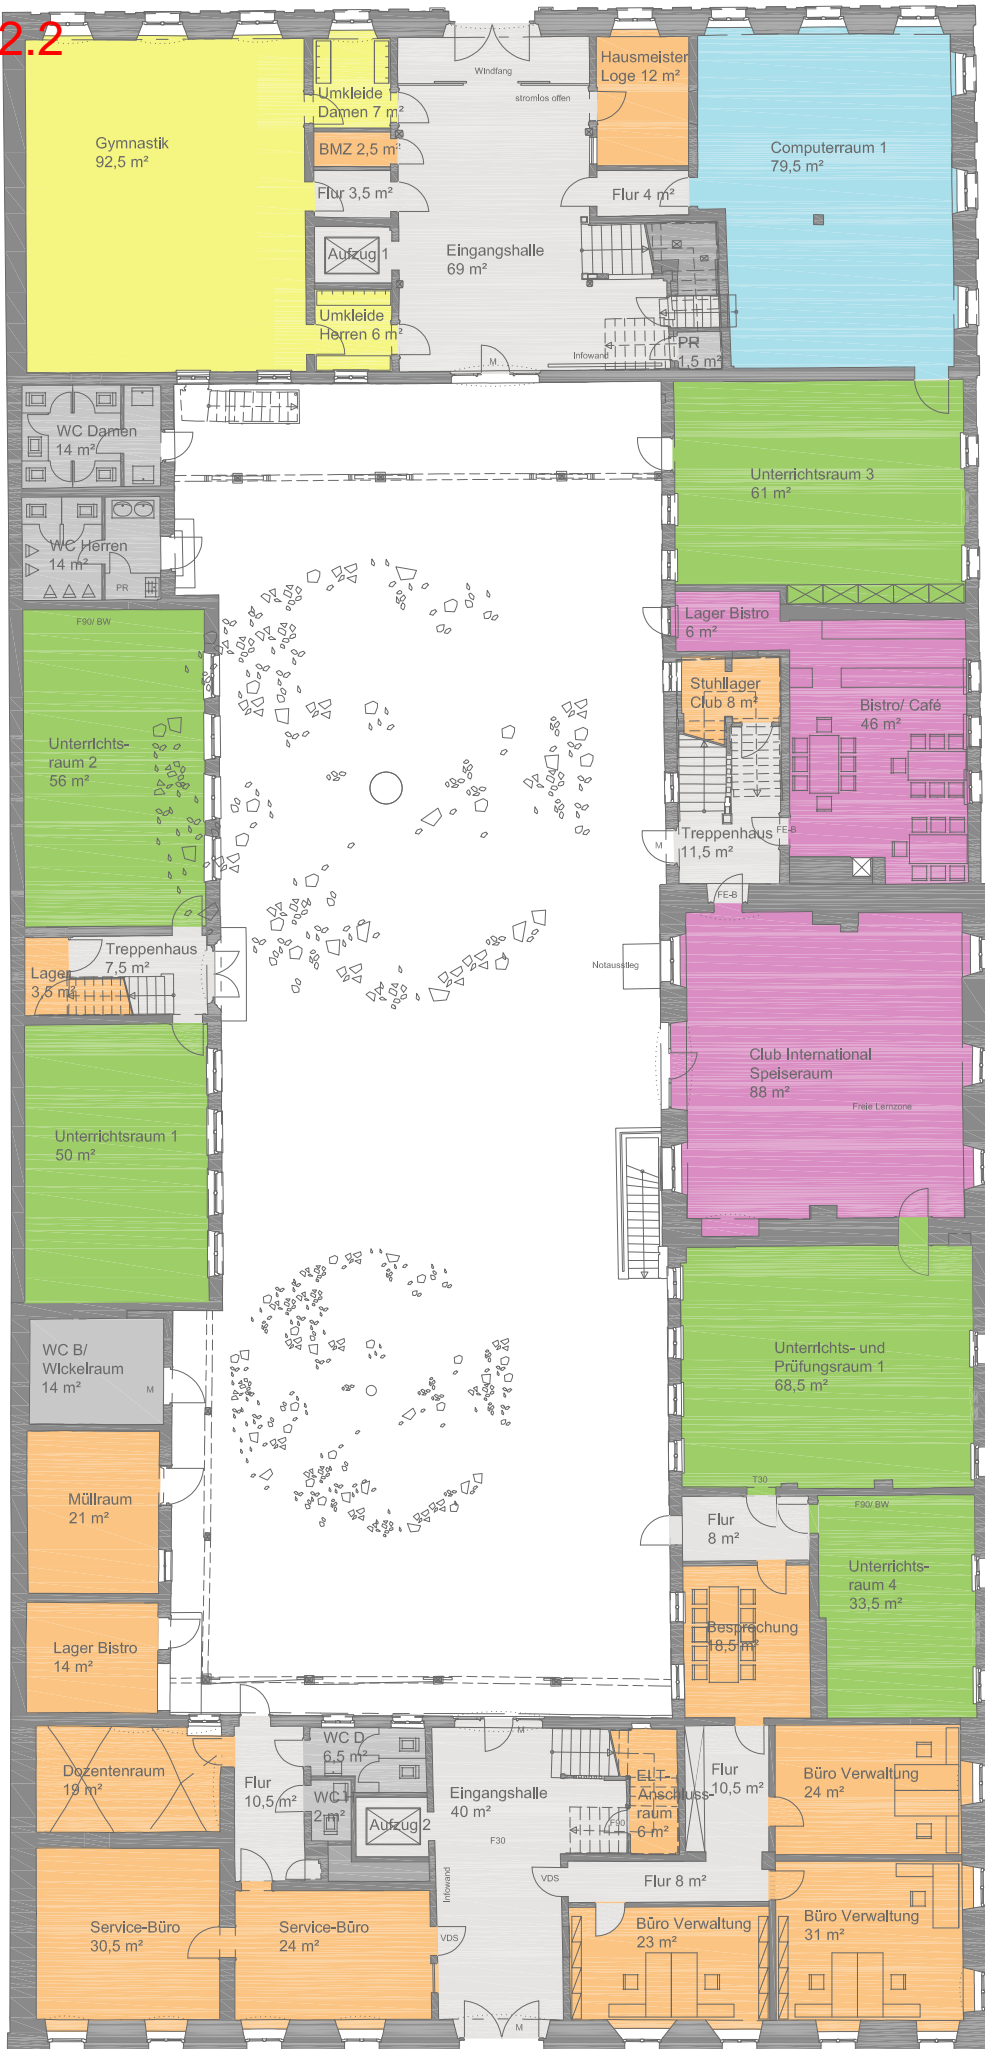 2.2
Gymnastik
92,5 m²
Umkleide
Damen 7 m²
BMZ 2,5 m²
Flur 3,5 m²
Aufzug 1
Umkleide
Herren 6 m²
Windfang
stromlos offen
Eingangshalle
69 m²
Infowand
M
Hausmeister
Loge 12 m²
Flur 4 m²
PR
1,5 m²
Computerraum 1
79,5 m²
WC Damen
14 m²
WC Herren
14 m²
PR
Unterrichtsraum 3
61 m²
Lager Bistro
6 m²
Stuhllager
Club 8 m²
Bistro/ Café
46 m²
Treppenhaus
11,5 m²
M
FE-B
FE-B
F90/ BW
Unterrichts-
raum 2
56 m²
Treppenhaus
7,5 m²
Lager
3,5 m²
Notausstieg
Club International
Speiseraum
88 m²
Freie Lernzone
Unterrichtsraum 1
50 m²
WC B/
Wickelraum
14 m²
M
Unterrichts- und
Prüfungsraum 1
68,5 m²
T30
Müllraum
21 m²
Flur
8 m²
F90/ BW
Unterrichts-
raum 4
33,5 m²
Lager Bistro
14 m²
Besprechung
18,5 m²
Dozentenraum
19 m²
Flur
10,5 m²
WC D
6,5 m²
WC H
2 m²
Aufzug 2
M
Eingangshalle
40 m²
F30
Infowand
ELT-
Anschluss-
raum
6 m²
F90
Flur
10,5 m²
Büro Verwaltung
24 m²
VDS
Flur 8 m²
Service-Büro
30,5 m²
Service-Büro
24 m²
VDS
Büro Verwaltung
23 m²
Büro Verwaltung
31 m²
M